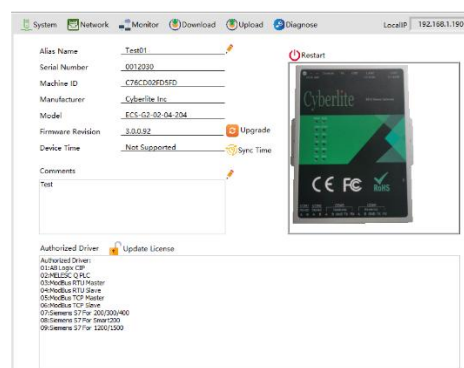 System Network Monitor Download Upload Diagnose LocalIP 192.168.1.190
Alias Name Test01
Restart
Serial Number 0012030
Machine ID C76CD02FD5FD
Manufacturer Cyberlite Inc
Model ECS-G2-02-04-204
Firmware Revision 3.0.0.92 Upgrade
Device Time Not Supported Sync Time
Cyberlite
CE FC RoHS
Comments
Test
Authorized Driver Update License
Authorized Driver:
01:AB Logix CIP
02:MELESC Q PLC
03:ModBus RTU Master
04:ModBus RTU Slave
05:ModBus TCP Master
06:ModBus TCP Slave
07:Siemens S7 For 200/300/400
08:Siemens S7 For Smart200
09:Siemens S7 For 1200/1500